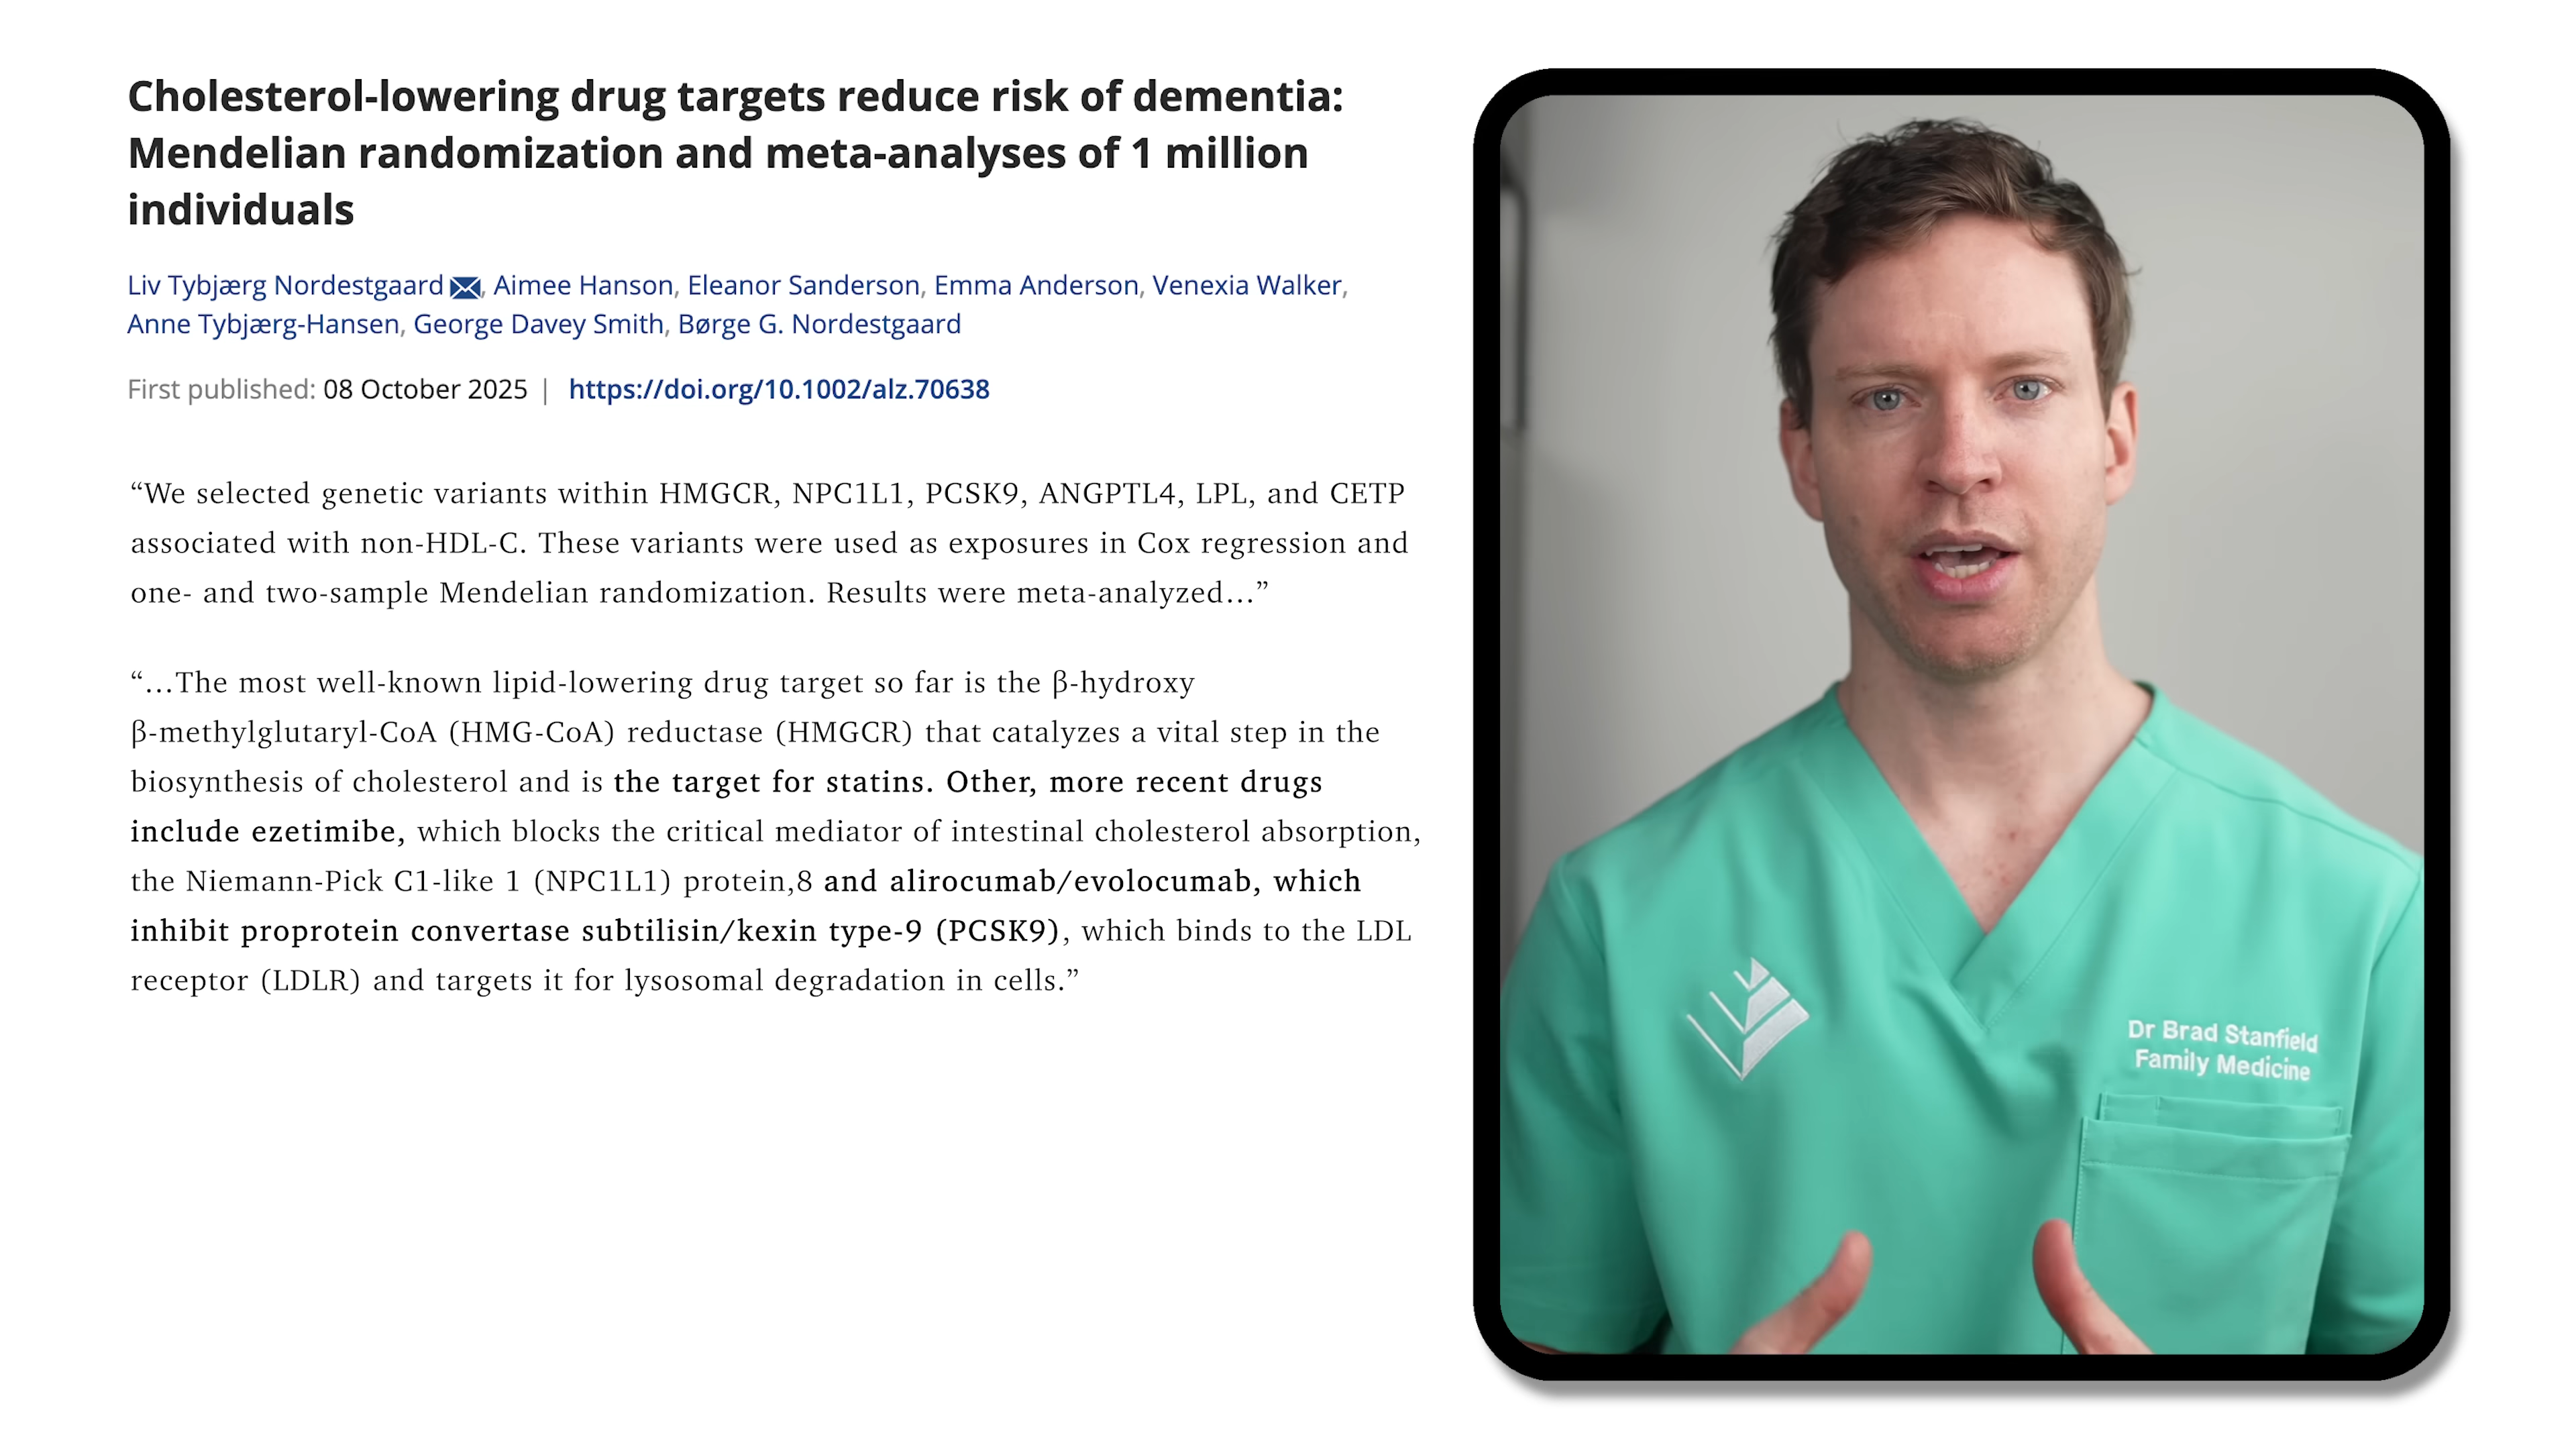 Cholesterol-lowering drug targets reduce risk of dementia:
Mendelian randomization and meta-analyses of 1 million
individuals
Liv Tybjærg Nordestgaard, Aimee Hanson, Eleanor Sanderson, Emma Anderson, Venexia Walker,
Anne Tybjærg-Hansen, George Davey Smith, Børge G. Nordestgaard
First published: 08 October 2025 | https://doi.org/10.1002/alz.70638
“We selected genetic variants within HMGCR, NPC1L1, PCSK9, ANGPTL4, LPL, and CETP
associated with non-HDL-C. These variants were used as exposures in Cox regression and
one- and two-sample Mendelian randomization. Results were meta-analyzed...”
“...The most well-known lipid-lowering drug target so far is the β-hydroxy
β-methylglutaryl-CoA (HMG-CoA) reductase (HMGCR) that catalyzes a vital step in the
biosynthesis of cholesterol and is the target for statins. Other, more recent drugs
include ezetimibe, which blocks the critical mediator of intestinal cholesterol absorption,
the Niemann-Pick C1-like 1 (NPC1L1) protein,8 and alirocumab/evolocumab, which
inhibit proprotein convertase subtilisin/kexin type-9 (PCSK9), which binds to the LDL
receptor (LDLR) and targets it for lysosomal degradation in cells.”
Dr Brad Stanfield
Family Medicine